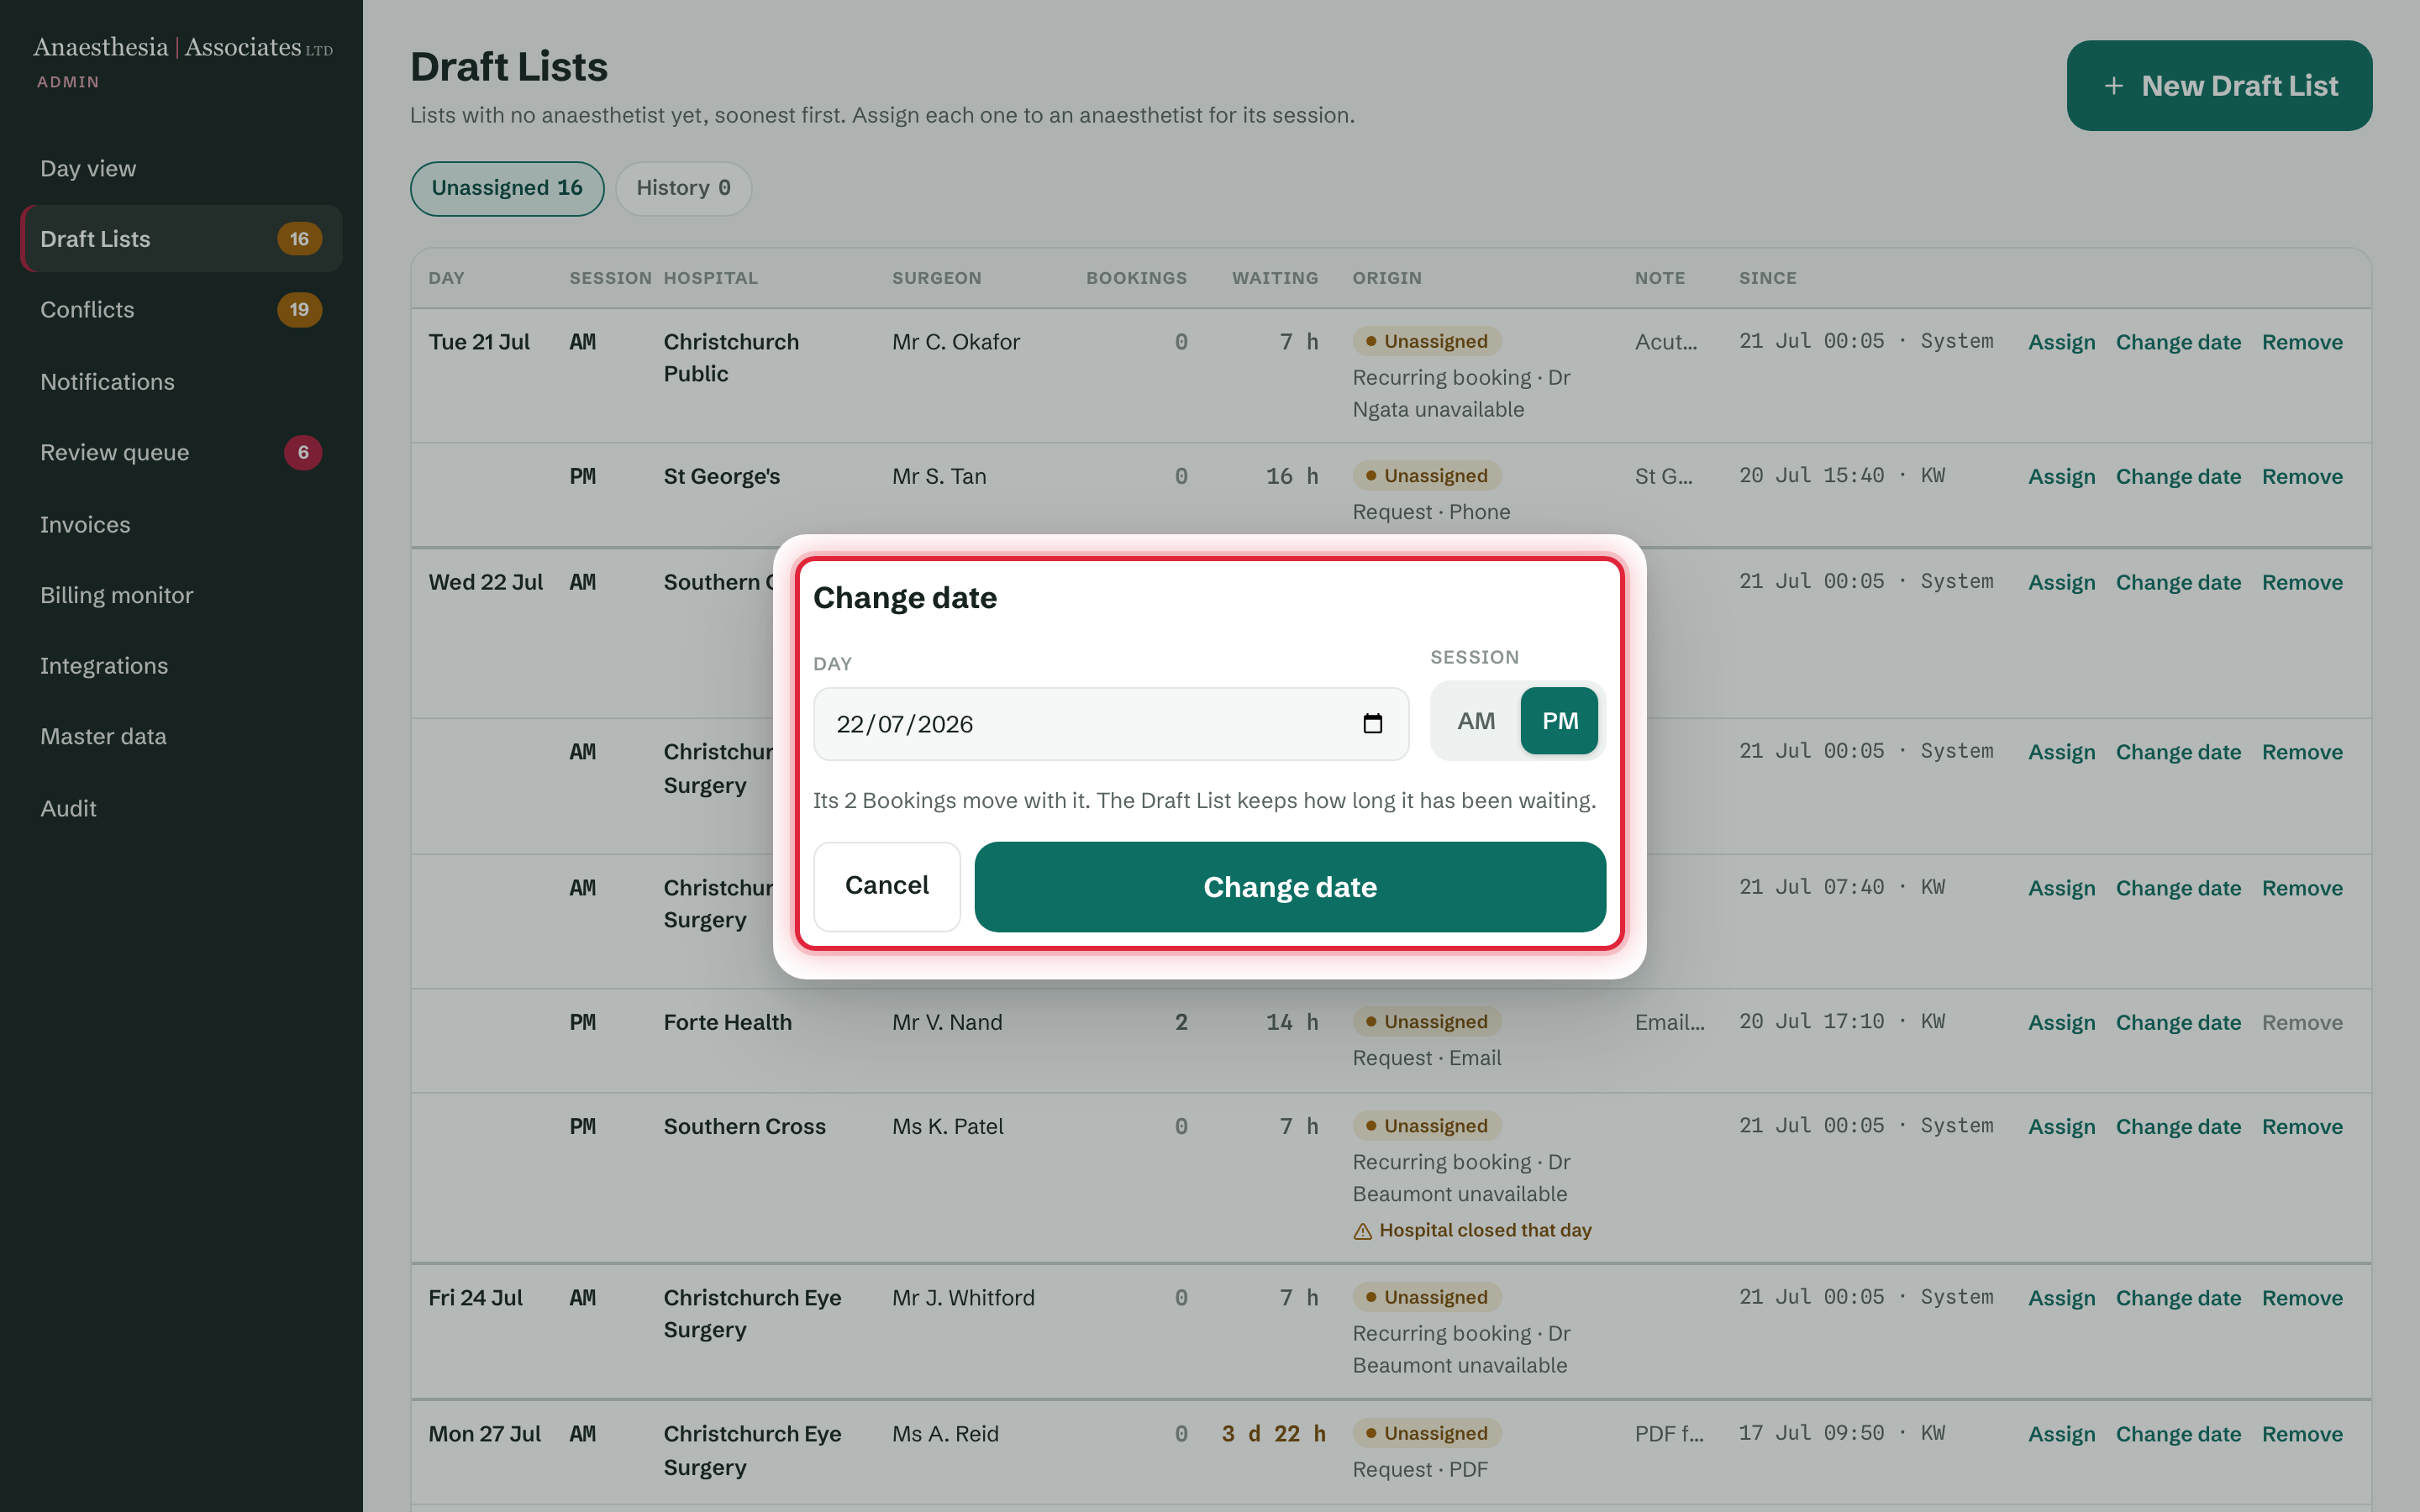 Anaesthesia | Associates LTD
ADMIN
Day view
Draft Lists 16
Conflicts 19
Notifications
Review queue 6
Invoices
Billing monitor
Integrations
Master data
Audit
Draft Lists
Lists with no anaesthetist yet, soonest first. Assign each one to an anaesthetist for its session.
+ New Draft List
Unassigned 16 History 0
DAY SESSION HOSPITAL SURGEON BOOKINGS WAITING ORIGIN NOTE SINCE
Tue 21 Jul AM Christchurch Mr C. Okafor 0 7 h Unassigned Acut... 21 Jul 00:05 · System Assign Change date Remove
Public Recurring booking · Dr
Ngata unavailable
PM St George's Mr S. Tan 0 16 h Unassigned St G... 20 Jul 15:40 · KW Assign Change date Remove
Request · Phone
Wed 22 Jul AM Southern 21 Jul 00:05 · System Assign Change date Remove
AM 21 Jul 00:05 · System Assign Change date Remove
Surgery
AM 21 Jul 07:40 · KW Assign Change date Remove
Surgery
Change date
DAY SESSION
22/07/2026 AM PM
Its 2 Bookings move with it. The Draft List keeps how long it has been waiting.
Cancel Change date
PM Forte Health Mr V. Nand 2 14 h Unassigned Email... 20 Jul 17:10 · KW Assign Change date Remove
Request · Email
PM Southern Cross Ms K. Patel 0 7 h Unassigned 21 Jul 00:05 · System Assign Change date Remove
Recurring booking · Dr
Beaumont unavailable
Hospital closed that day
Fri 24 Jul AM Christchurch Eye Mr J. Whitford 0 7 h Unassigned 21 Jul 00:05 · System Assign Change date Remove
Surgery Recurring booking · Dr
Beaumont unavailable
Mon 27 Jul AM Christchurch Eye Ms A. Reid 0 3 d 22 h Unassigned PDF f... 17 Jul 09:50 · KW Assign Change date Remove
Surgery Request · PDF